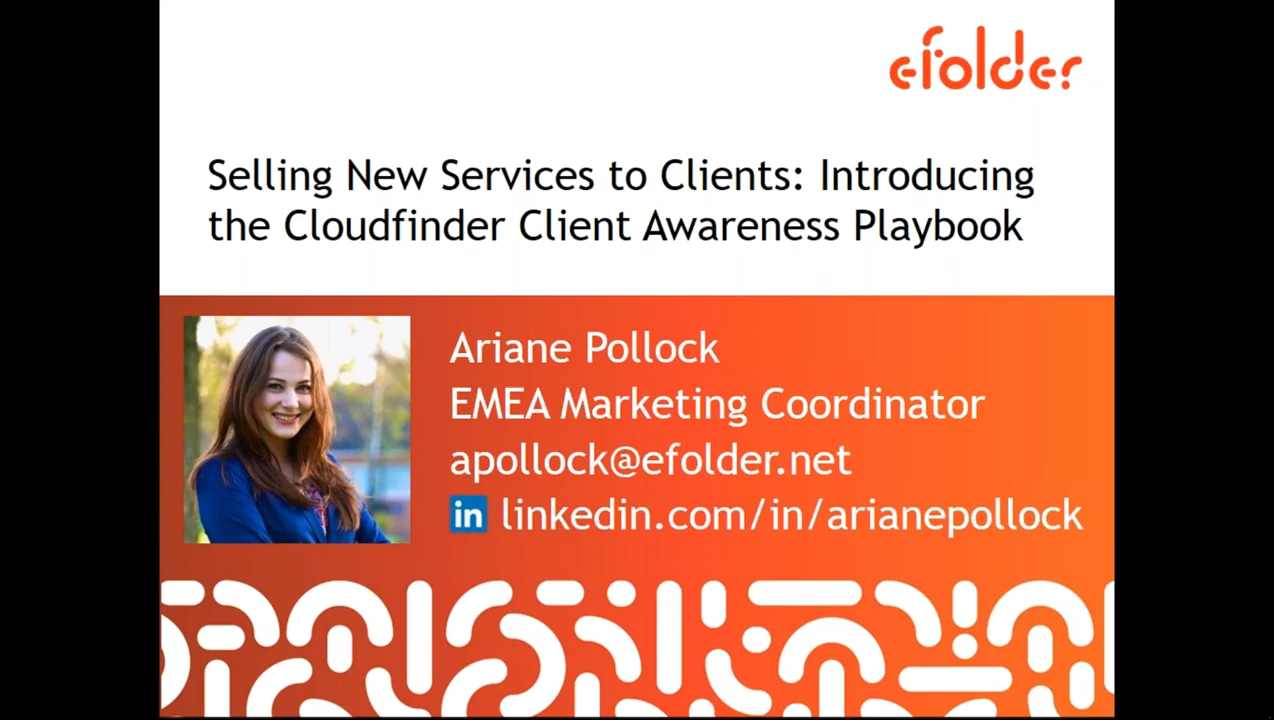 efolder
Selling New Services to Clients: Introducing
the Cloudfinder Client Awareness Playbook
Ariane Pollock
EMEA Marketing Coordinator
apollock@efolder.net
in linkedin.com/in/arianepollock